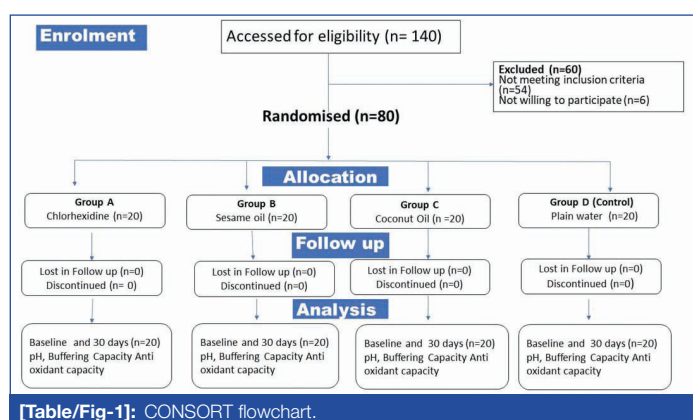 Enrolment
Accessed for eligibility (n= 140)
Excluded (n=60)
Not meeting inclusion criteria
(n=54)
Not willing to participate (n=6)
Randomised (n=80)
Allocation
Group A
Chlorhexidine (n=20)
Group B
Sesame oil (n=20)
Group C
Coconut Oil (n =20)
Group D (Control)
Plain water (n=20)
Follow up
Lost in Follow up (n=0)
Discontinued (n= 0)
Lost in Follow up (n=0)
Discontinued (n=0)
Lost in Follow up (n=0)
Discontinued (n=0)
Lost in Follow up (n=0)
Discontinued (n=0)
Analysis
Baseline and 30 days (n=20)
pH, Buffering Capacity Anti
oxidant capacity
Baseline and 30 days (n=20)
pH, Buffering Capacity Anti
oxidant capacity
Baseline and 30 days (n=20)
pH, Buffering Capacity Anti
oxidant capacity
Baseline and 30 days (n=20)
pH, Buffering Capacity Anti
oxidant capacity
[Table/Fig-1]: CONSORT flowchart.